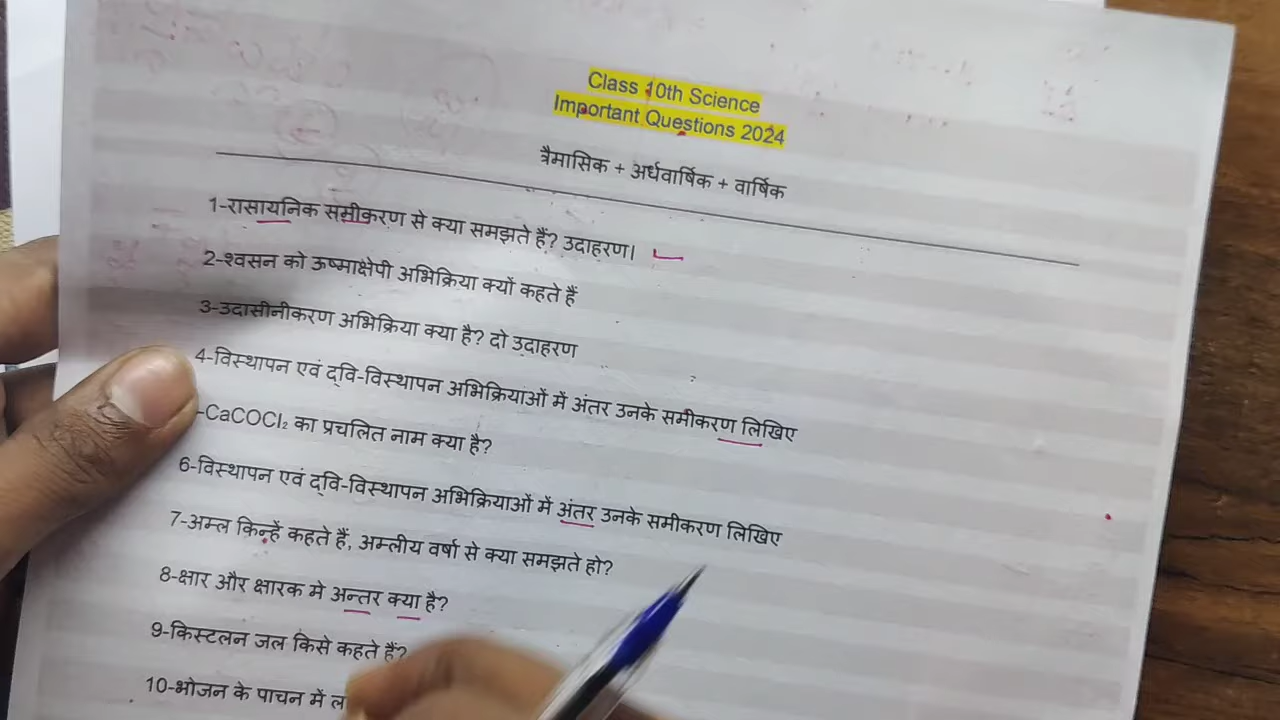 Class 10th Science
Important Questions 2024
त्रैमासिक + अर्धवार्षिक + वार्षिक
1-रासायनिक समीकरण से क्या समझते हैं? उदाहरण।
2-श्वसन को ऊष्माक्षेपी अभिक्रिया क्यों कहते हैं
3-उदासीनीकरण अभिक्रिया क्या है? दो उदाहरण
4-विस्थापन एवं द्वि-विस्थापन अभिक्रियाओं में अंतर उनके समीकरण लिखिए
-CaCOCl₂ का प्रचलित नाम क्या है?
6-विस्थापन एवं द्वि-विस्थापन अभिक्रियाओं में अंतर उनके समीकरण लिखिए
7-अम्ल किन्हें कहते हैं, अम्लीय वर्षा से क्या समझते हो?
8-क्षार और क्षारक मे अन्तर क्या है?
9-किस्टलन जल किसे कहते हैं?
10-भोजन के पाचन में